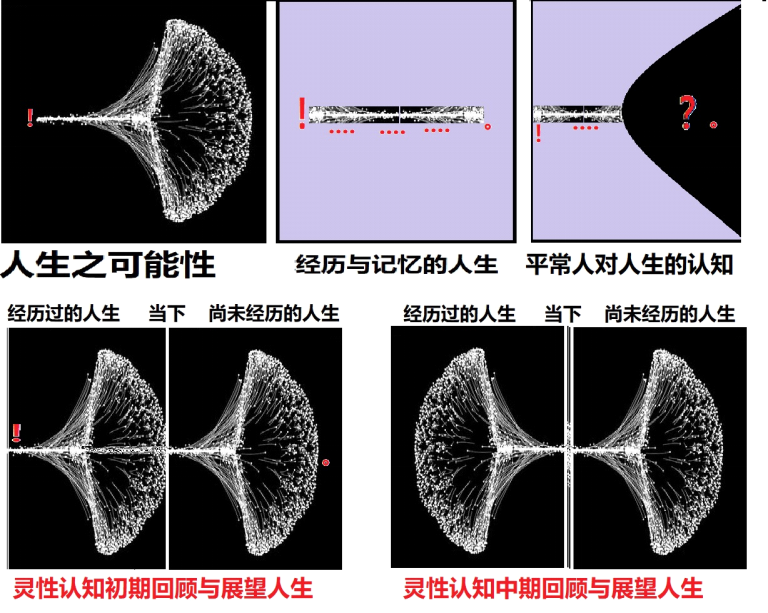 !
! .... .... .... 。
! .... ? 。
人生之可能性
经历与记忆的人生
平常人对人生的认知
经历过的人生 当下 尚未经历的人生
经历过的人生 当下 尚未经历的人生
! 。
灵性认知初期回顾与展望人生
灵性认知中期回顾与展望人生